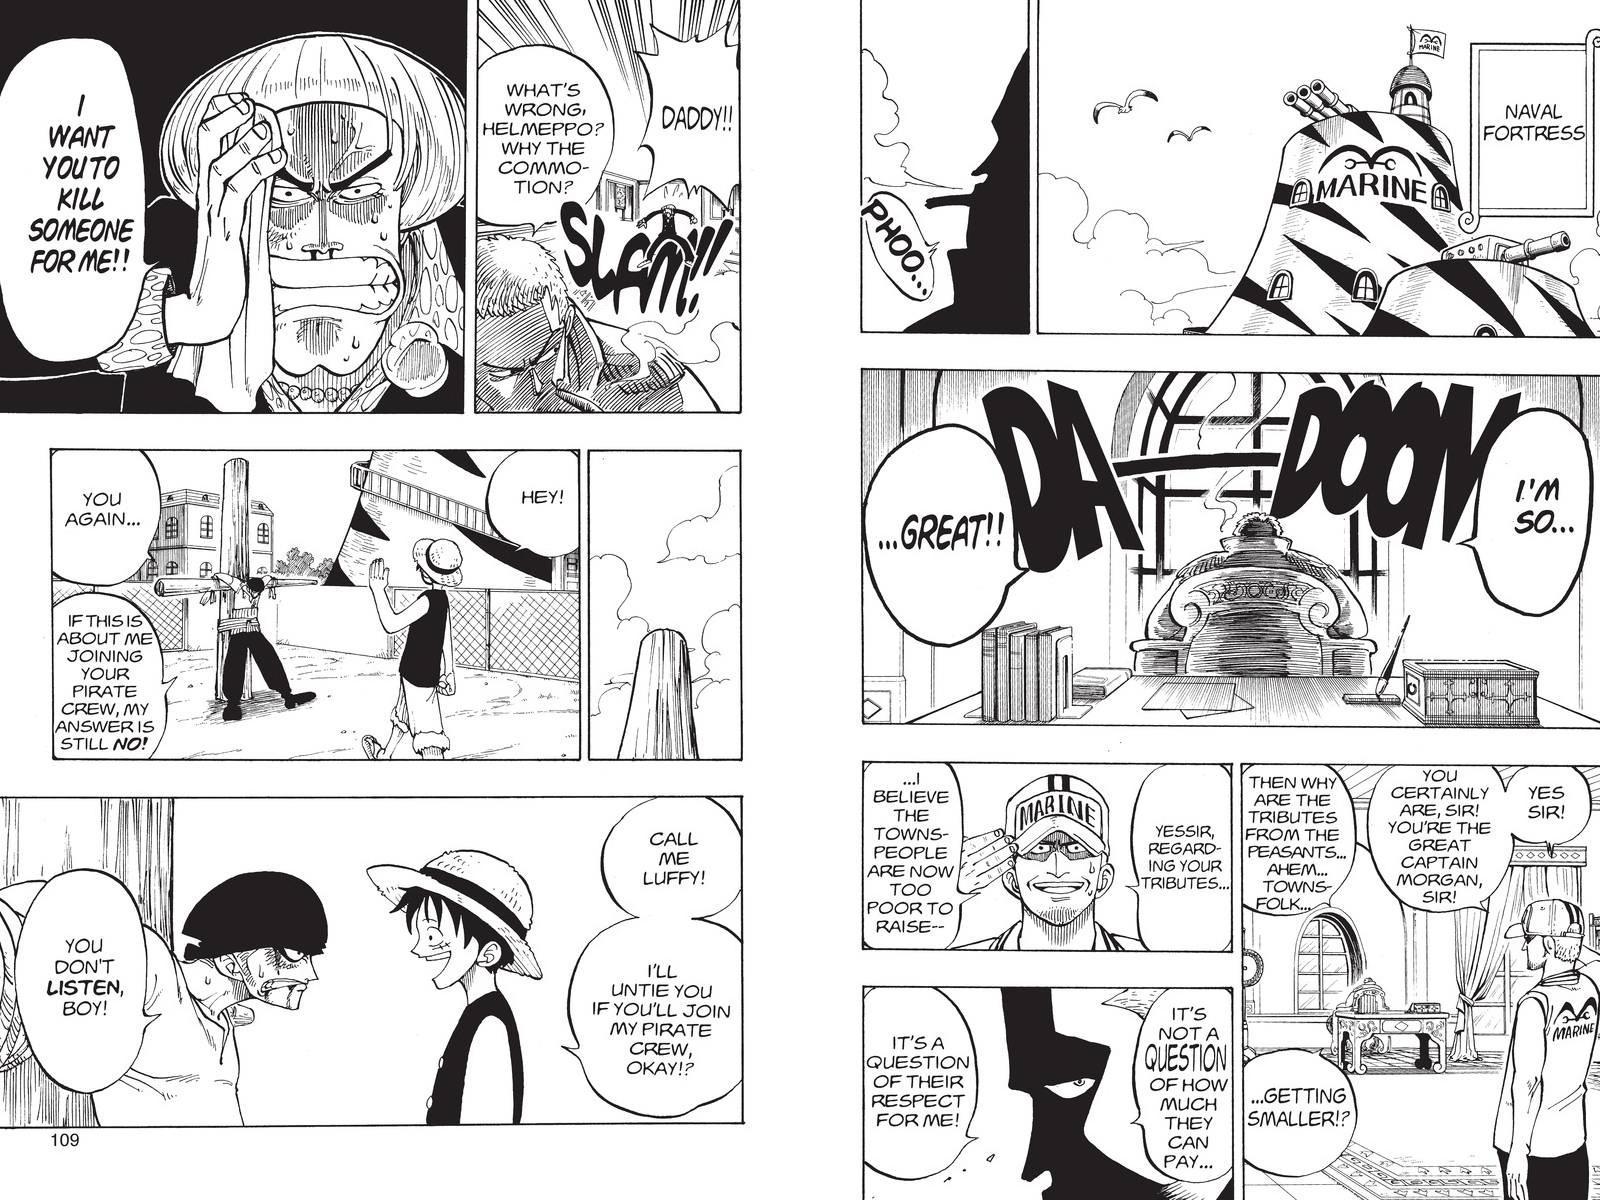 NAVAL
FORTRESS
MARINE
MARINE
PHOO...
I'M
SO...
DA-DOOM
...GREAT!!
YES
SIR!
YOU
CERTAINLY
ARE, SIR!
YOU'RE THE
GREAT
CAPTAIN
MORGAN,
SIR!
THEN WHY
ARE THE
TRIBUTES
FROM THE
PEASANTS...
AHEM...
TOWNS-
FOLK...
MARINE
...GETTING
SMALLER!?
YESSIR,
REGARD-
ING YOUR
TRIBUTES...
MARINE
...I
BELIEVE
THE
TOWNS-
PEOPLE
ARE NOW
TOO
POOR TO
RAISE--
IT'S
NOT A
QUESTION
OF HOW
MUCH
THEY
CAN
PAY...
IT'S A
QUESTION
OF THEIR
RESPECT
FOR ME!
DADDY!!
SLAM!!
WHAT'S
WRONG,
HELMEPPO?
WHY THE
COMMO-
TION?
I
WANT
YOU TO
KILL
SOMEONE
FOR ME!!
HEY!
YOU
AGAIN...
IF THIS IS
ABOUT ME
JOINING
YOUR
PIRATE
CREW, MY
ANSWER IS
STILL NO!
CALL
ME
LUFFY!
I'LL
UNTIE YOU
IF YOU'LL JOIN
MY PIRATE
CREW,
OKAY!?
YOU
DON'T
LISTEN,
BOY!
109